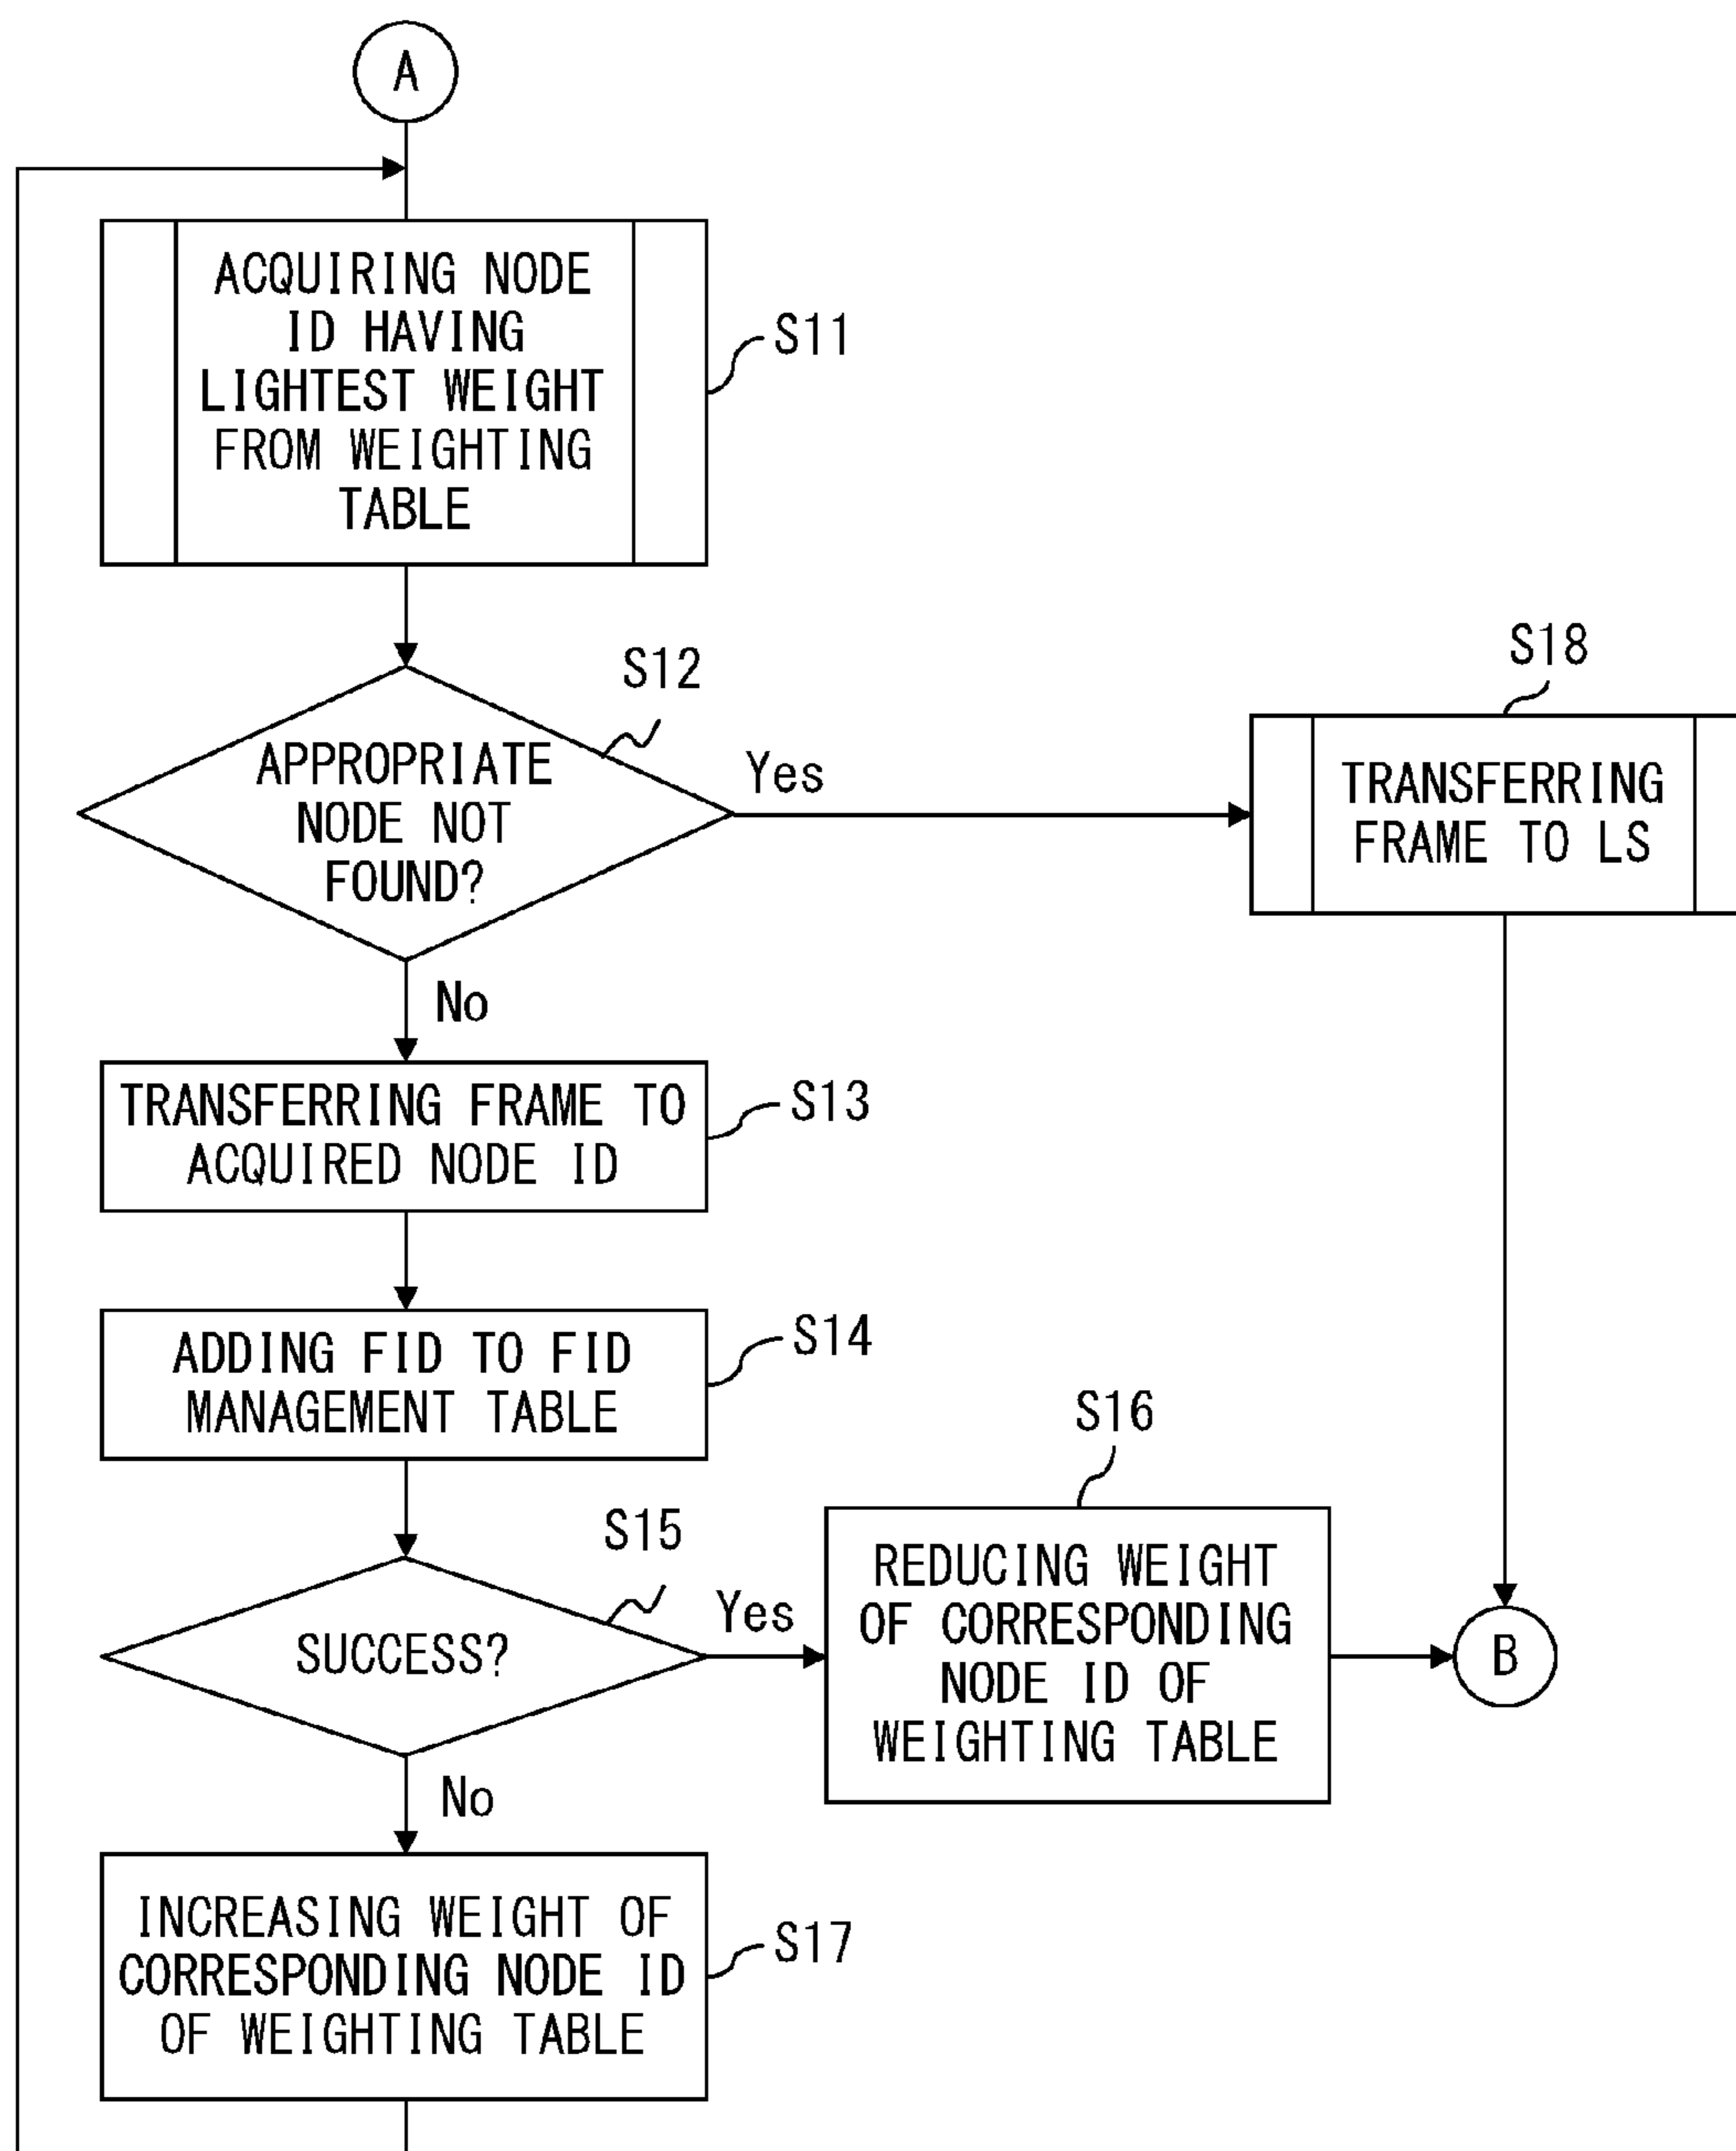 A
ACQUIRING NODE
ID HAVING
LIGHTEST WEIGHT
FROM WEIGHTING
TABLE
S11
S12
APPROPRIATE
NODE NOT
FOUND?
Yes
S18
TRANSFERRING
FRAME TO LS
No
TRANSFERRING FRAME TO
ACQUIRED NODE ID
S13
ADDING FID TO FID
MANAGEMENT TABLE
S14
S15
SUCCESS?
Yes
S16
REDUCING WEIGHT
OF CORRESPONDING
NODE ID OF
WEIGHTING TABLE
B
No
INCREASING WEIGHT OF
CORRESPONDING NODE ID
OF WEIGHTING TABLE
S17